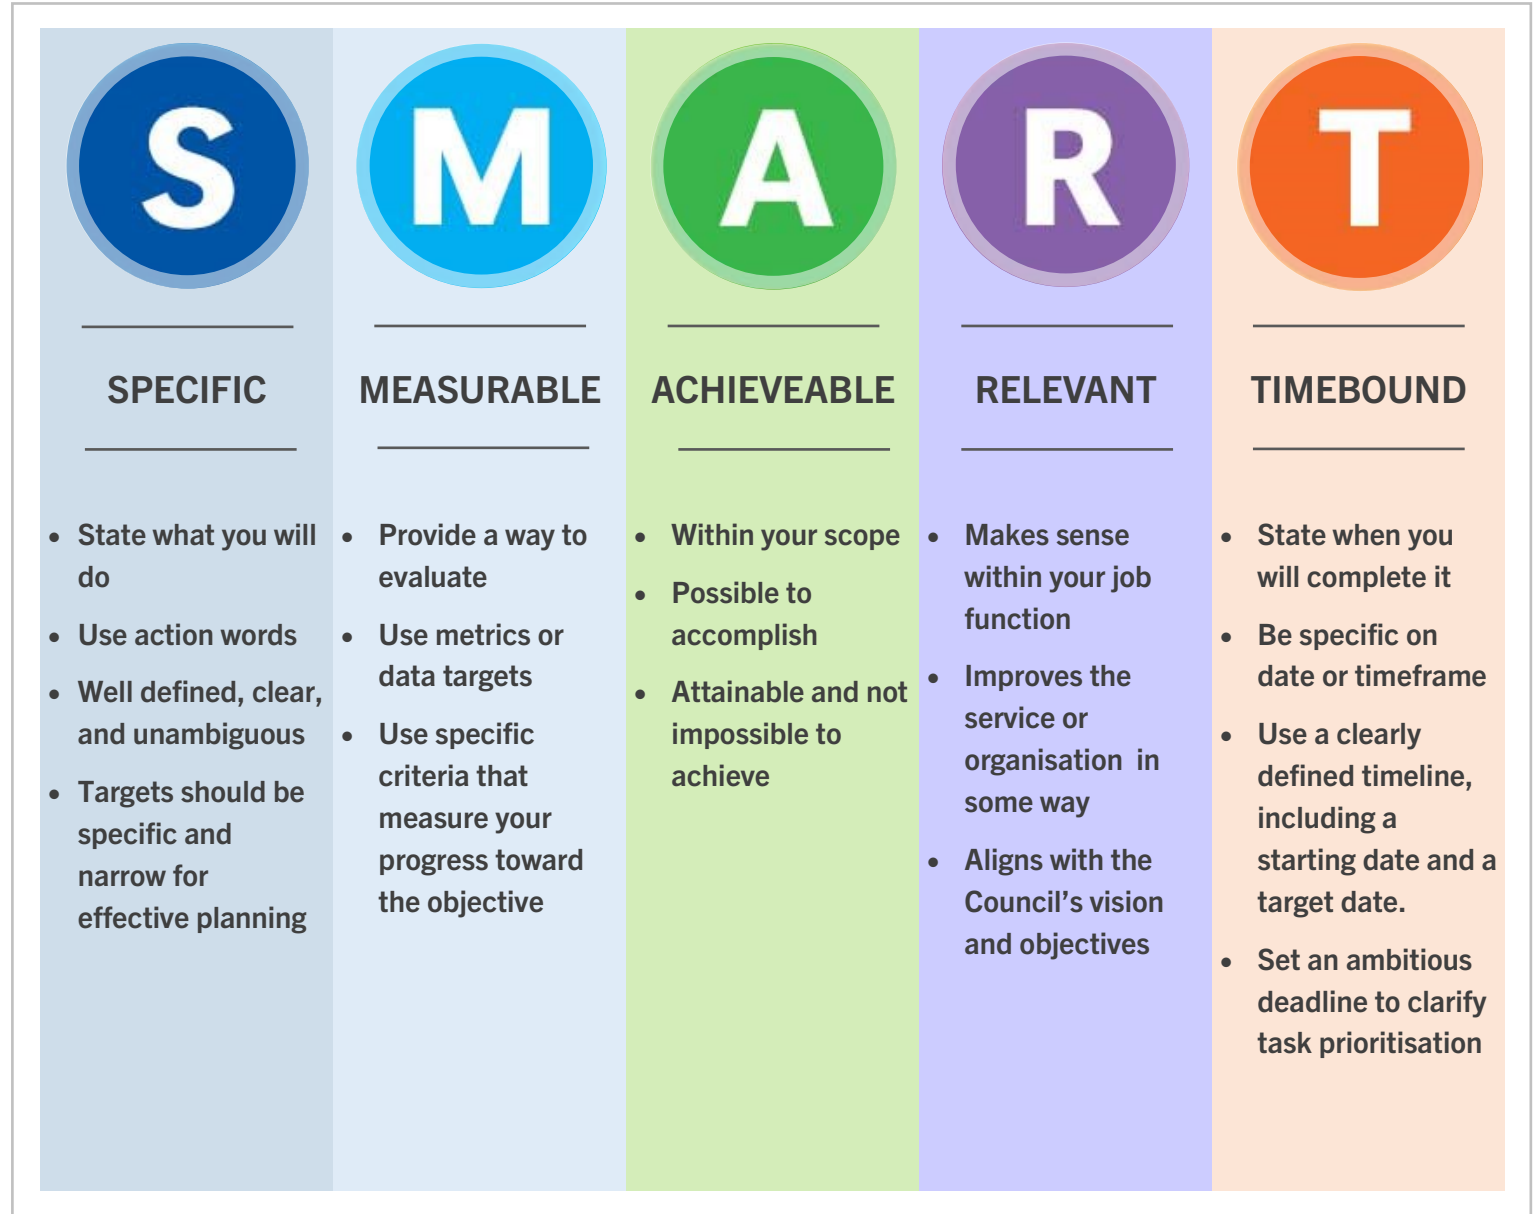 S
M
A
R
T
SPECIFIC
MEASURABLE
ACHIEVEABLE
RELEVANT
TIMEBOUND
• State what you will
do
• Use action words
• Well defined, clear,
and unambiguous
• Targets should be
specific and
narrow for
effective planning
• Provide a way to
evaluate
• Use metrics or
data targets
• Use specific
criteria that
measure your
progress toward
the objective
• Within your scope
• Possible to
accomplish
• Attainable and not
impossible to
achieve
• Makes sense
within your job
function
• Improves the
service or
organisation in
some way
• Aligns with the
Council’s vision
and objectives
• State when you
will complete it
• Be specific on
date or timeframe
• Use a clearly
defined timeline,
including a
starting date and a
target date.
• Set an ambitious
deadline to clarify
task prioritisation